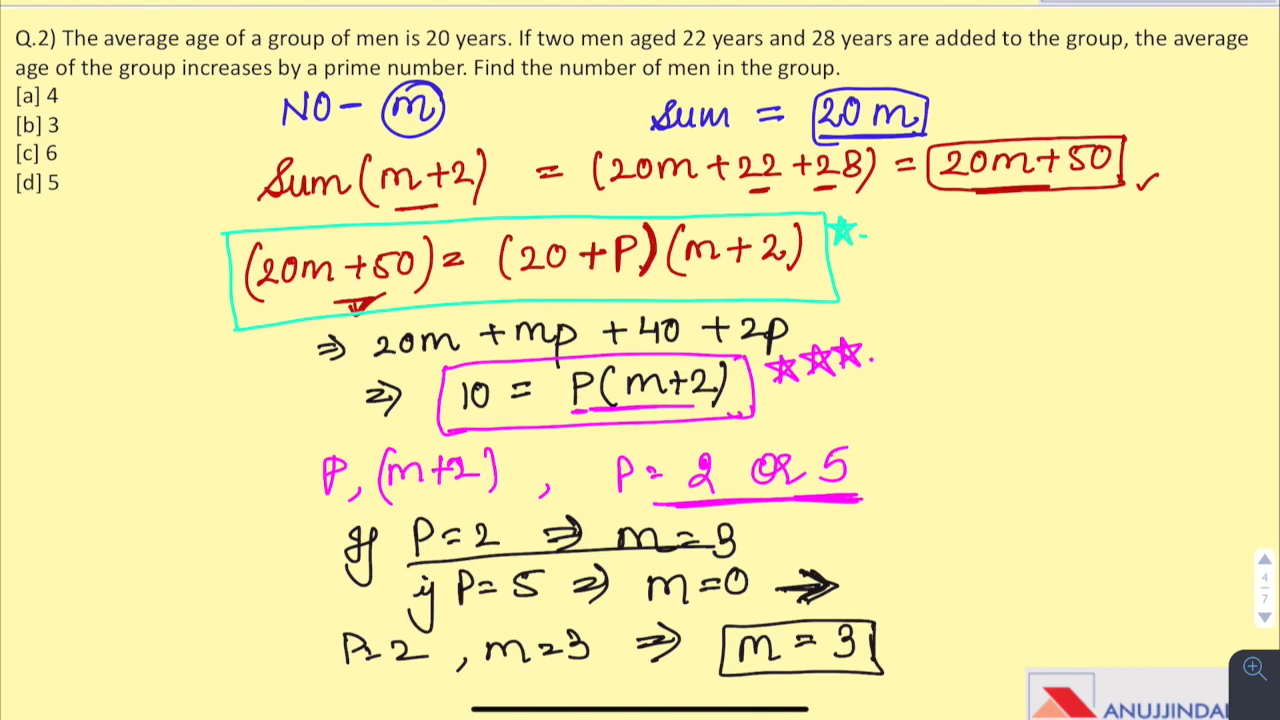 Q.2) The average age of a group of men is 20 years. If two men aged 22 years and 28 years are added to the group, the average
age of the group increases by a prime number. Find the number of men in the group.
[a] 4
[b] 3
[c] 6
[d] 5
NO - m
Sum = 20 m
Sum (m+2) = (20m + 22 + 28) = 20m + 50
(20m + 50) = (20 + P) (m + 2)
⇒ 20m + mp + 40 + 2p
⇒ 10 = P(m+2)
P, (m+2) , P = 2 OR 5
If P = 2 ⇒ m = 3
if P = 5 ⇒ m = 0 →
P = 2 , m = 3 ⇒ m = 3
4
7
ANUJJINDAL